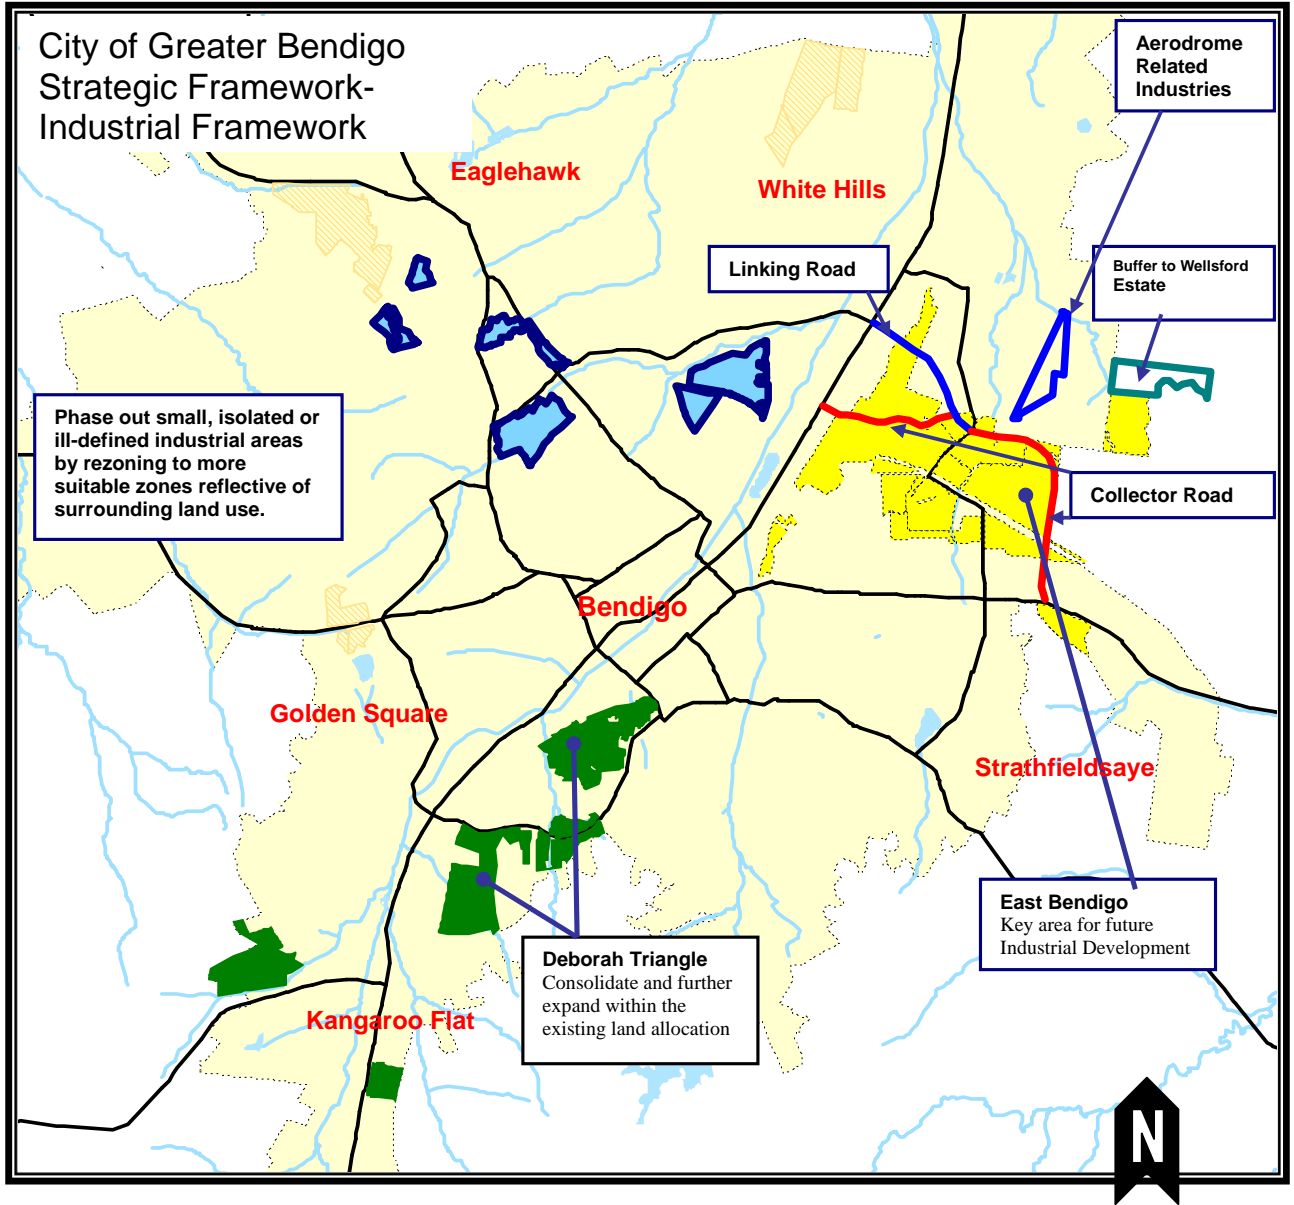 City of Greater Bendigo
Strategic Framework-
Industrial Framework
Aerodrome
Related
Industries
Eaglehawk
White Hills
Linking Road
Buffer to Wellsford
Estate
Phase out small, isolated or
ill-defined industrial areas
by rezoning to more
suitable zones reflective of
surrounding land use.
Collector Road
Bendigo
Golden Square
Strathfieldsaye
East Bendigo
Key area for future
Industrial Development
Deborah Triangle
Consolidate and further
expand within the
existing land allocation
Kangaroo Flat
N